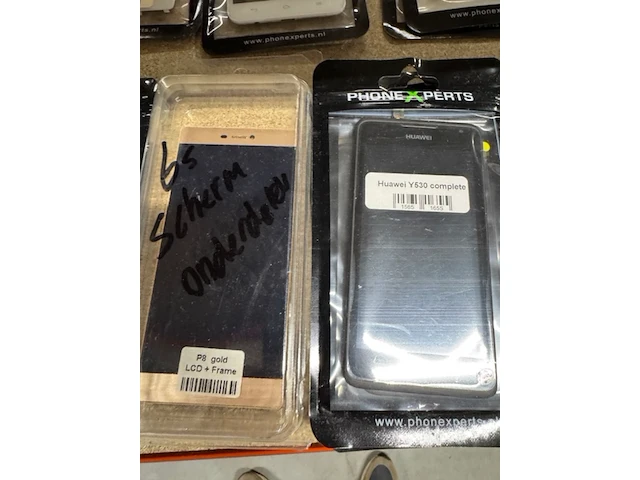 www.phonexperts.nl
www.phonexperts.nl
6s
Scherm
onderdelen
P8 gold
LCD + Frame
PHONEXPERTS
HUAWEI
Huawei Y530 complete
www.phonexperts.nl